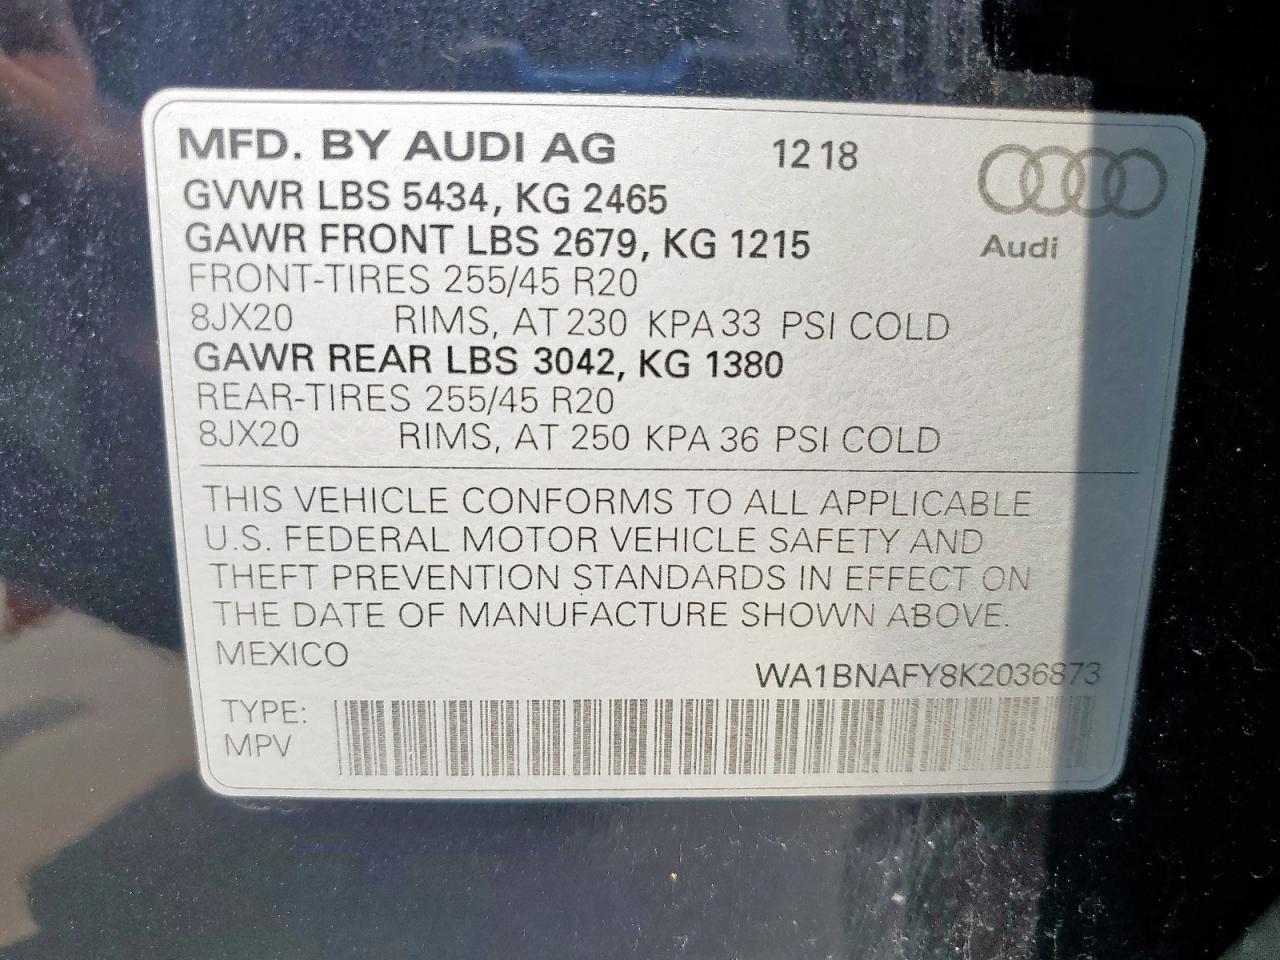 MFD. BY AUDI AG 12 18
GVWR LBS 5434, KG 2465
GAWR FRONT LBS 2679, KG 1215
Audi
FRONT-TIRES 255/45 R20
8JX20 RIMS, AT 230 KPA 33 PSI COLD
GAWR REAR LBS 3042, KG 1380
REAR-TIRES 255/45 R20
8JX20 RIMS, AT 250 KPA 36 PSI COLD
THIS VEHICLE CONFORMS TO ALL APPLICABLE
U.S. FEDERAL MOTOR VEHICLE SAFETY AND
THEFT PREVENTION STANDARDS IN EFFECT ON
THE DATE OF MANUFACTURE SHOWN ABOVE.
MEXICO
WA1BNAFY8K2036873
TYPE:
MPV